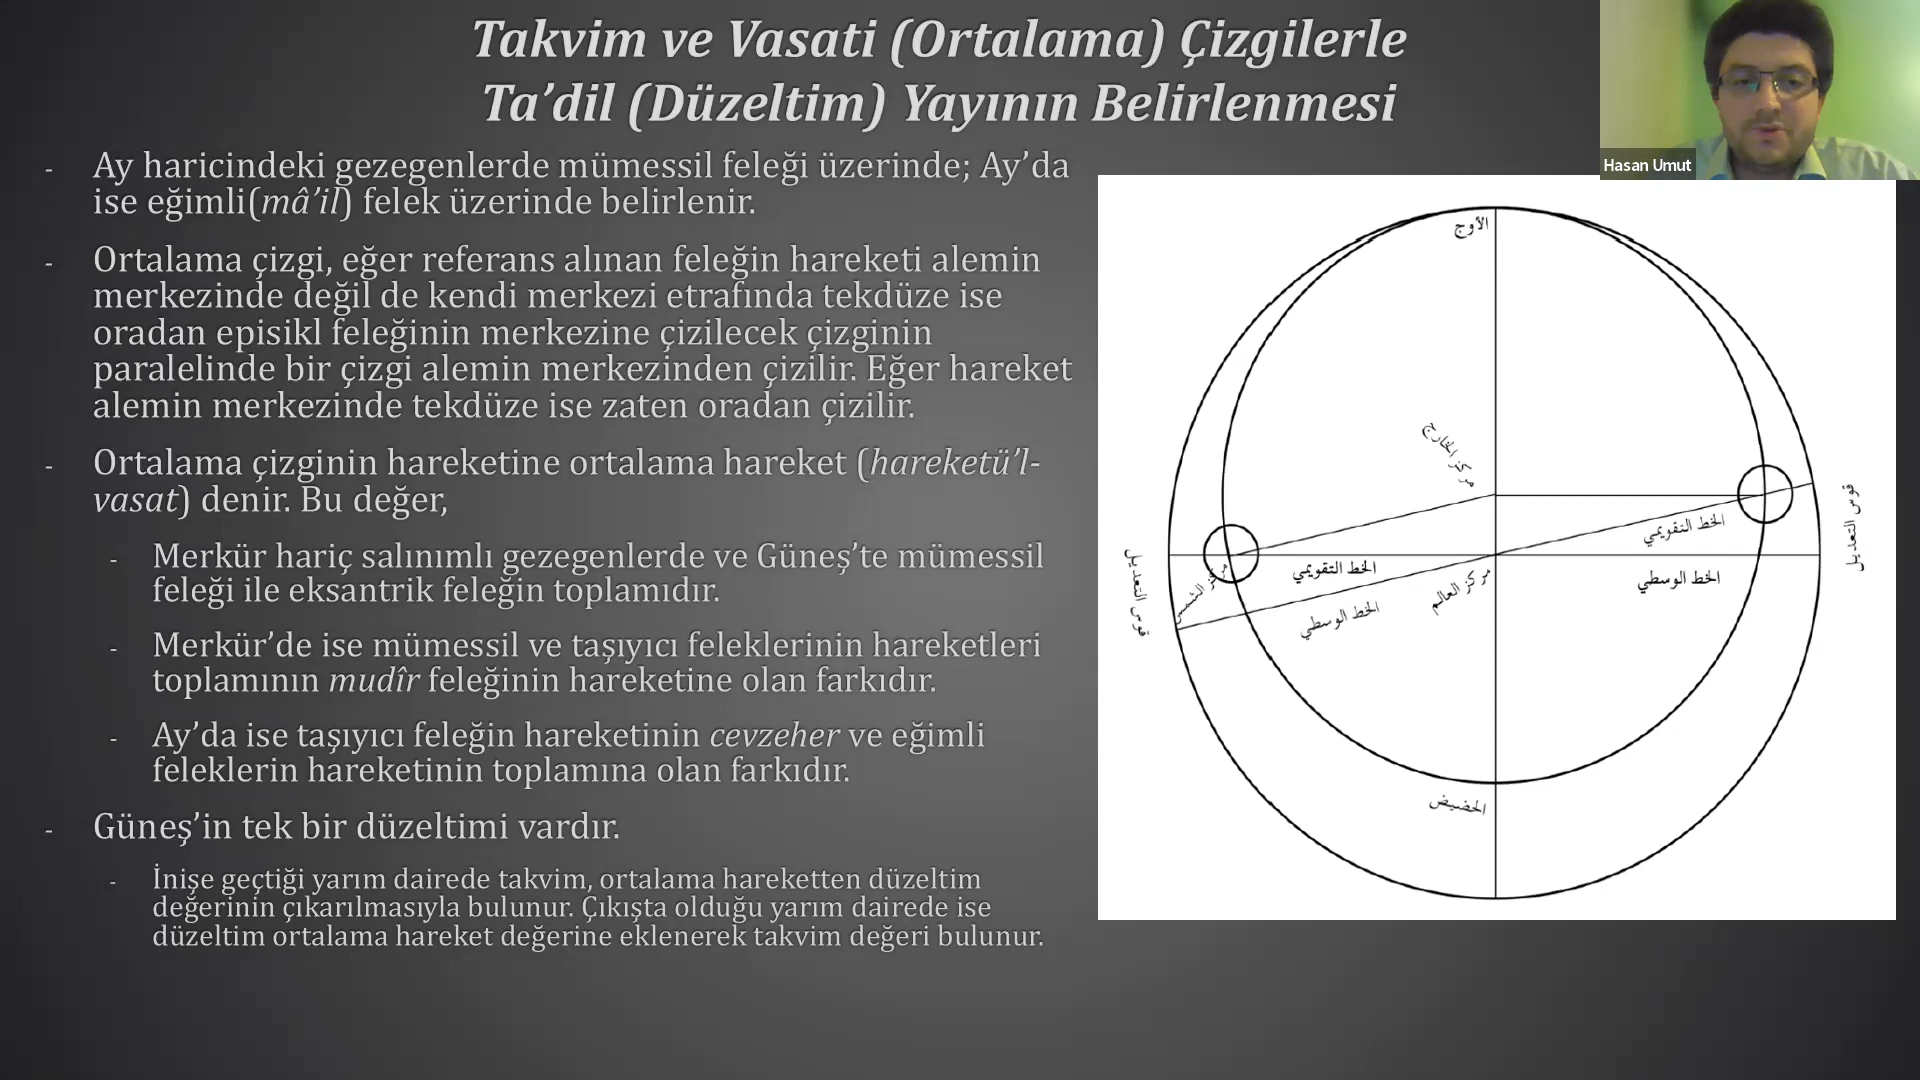 Takvim ve Vasati (Ortalama) Çizgilerle
Ta’dil (Düzeltim) Yayının Belirlenmesi
Hasan Umut
- Ay haricindeki gezegenlerde mümessil feleği üzerinde; Ay’da
ise eğimli(mâ’il) felek üzerinde belirlenir.
- Ortalama çizgi, eğer referans alınan feleğin hareketi alemin
merkezinde değil de kendi merkezi etrafında tekdüze ise
oradan episikl feleğinin merkezine çizilecek çizginin
paralelinde bir çizgi alemin merkezinden çizilir. Eğer hareket
alemin merkezinde tekdüze ise zaten oradan çizilir.
- Ortalama çizginin hareketine ortalama hareket (hareketü’l-
vasat) denir. Bu değer,
- Merkür hariç salınımlı gezegenlerde ve Güneş’te mümessil
feleği ile eksantrik feleğin toplamıdır.
- Merkür’de ise mümessil ve taşıyıcı feleklerinin hareketleri
toplamının mudîr feleğinin hareketine olan farkıdır.
- Ay’da ise taşıyıcı feleğin hareketinin cevzeher ve eğimli
feleklerin hareketinin toplamına olan farkıdır.
- Güneş’in tek bir düzeltimi vardır.
- İnişe geçtiği yarım dairede takvim, ortalama hareketten düzeltim
değerinin çıkarılmasıyla bulunur. Çıkışta olduğu yarım dairede ise
düzeltim ortalama hareket değerine eklenerek takvim değeri bulunur.
الأوج
مركز الخارج
قوس التعديل
الخط التقويمي
الخط الوسطي
مركز العالم
الخط التقويمي
الخط الوسطي
مركز الشمس
قوس التعديل
الحضيض